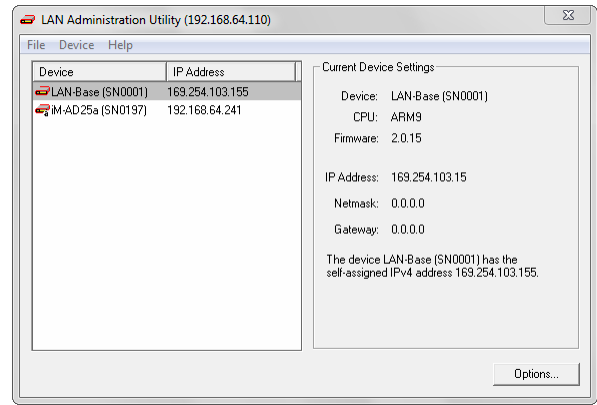 LAN Administration Utility (192.168.64.110)
File Device Help
Device IP Address
LAN-Base (SN0001) 169.254.103.155
iM-AD25a (SN0197) 192.168.64.241
Current Device Settings
Device: LAN-Base (SN0001)
CPU: ARM9
Firmware: 2.0.15
IP Address: 169.254.103.15
Netmask: 0.0.0.0
Gateway: 0.0.0.0
The device LAN-Base (SN0001) has the
self-assigned IPv4 address 169.254.103.155.
Options...